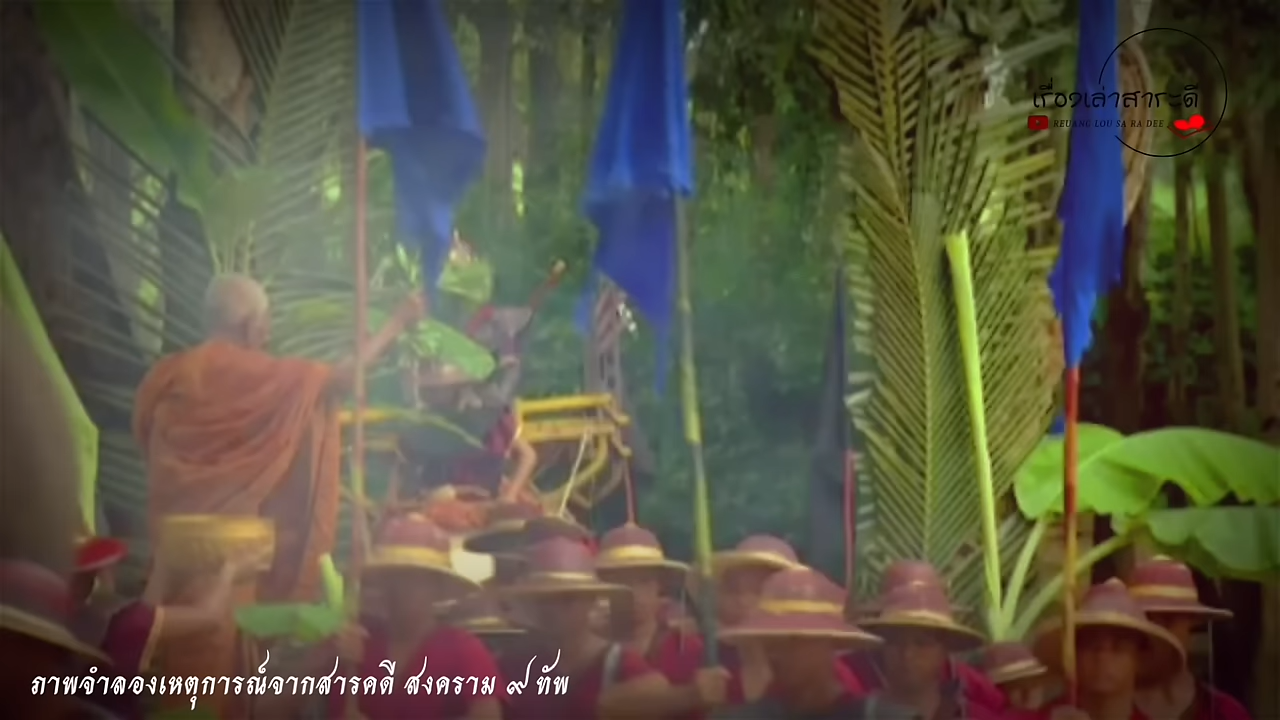 เรื่องเล่าสาระดี
REUANG LOU SA RA DEE
ภาพจำลองเหตุการณ์จากสารคดี สงคราม ๙ ทัพ